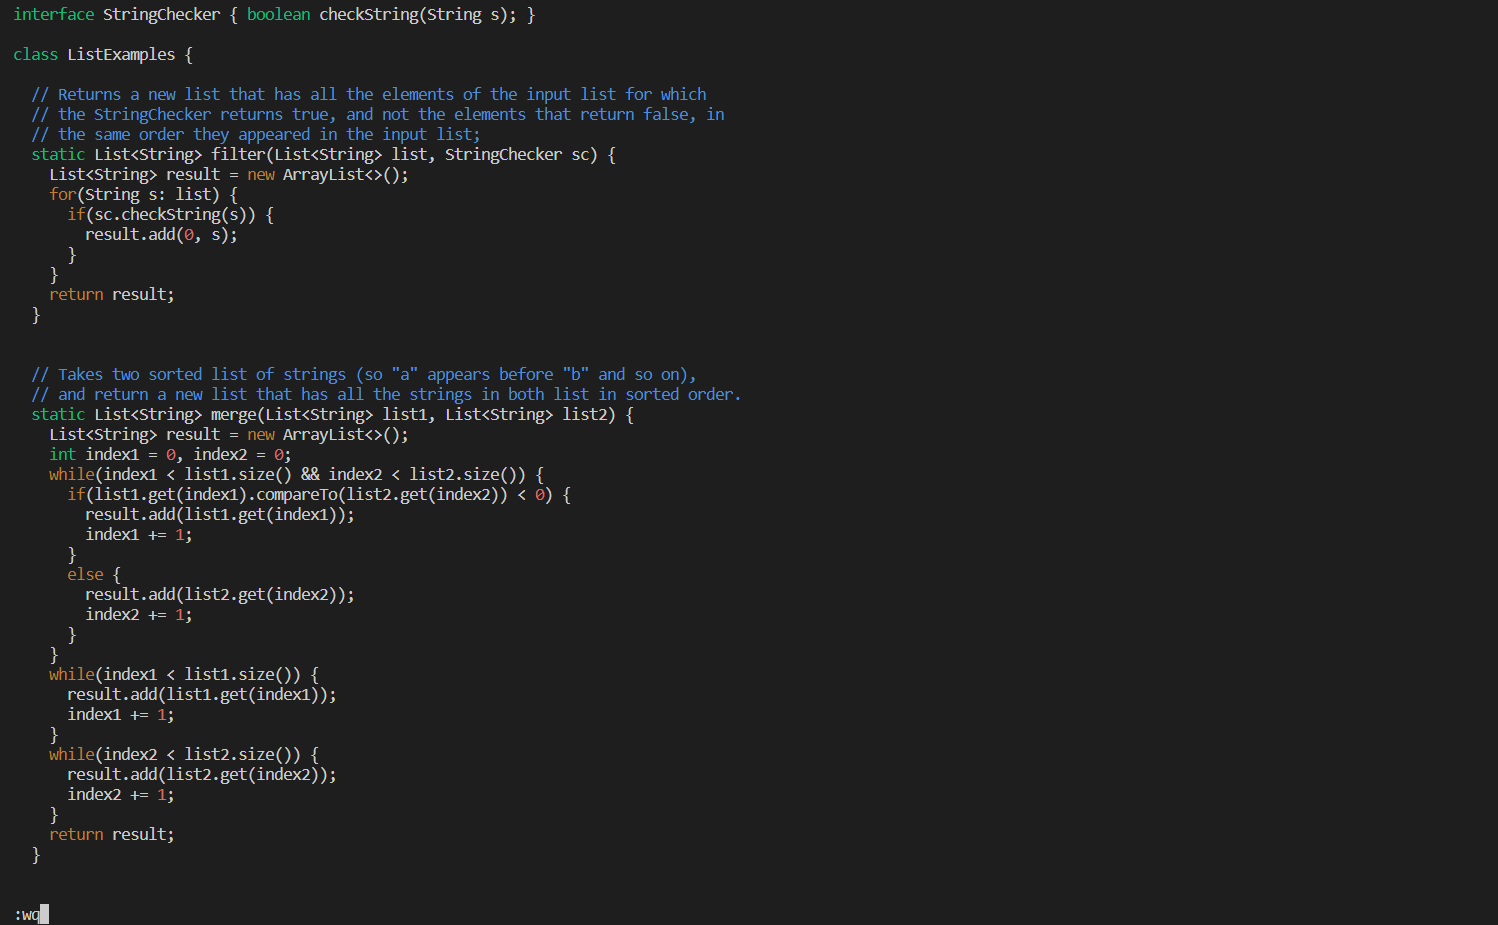 interface StringChecker { boolean checkString(String s); }
class ListExamples {
  // Returns a new list that has all the elements of the input list for which
  // the StringChecker returns true, and not the elements that return false, in
  // the same order they appeared in the input list;
  static List<String> filter(List<String> list, StringChecker sc) {
    List<String> result = new ArrayList<>();
    for(String s: list) {
      if(sc.checkString(s)) {
        result.add(0, s);
      }
    }
    return result;
  }
  // Takes two sorted list of strings (so "a" appears before "b" and so on),
  // and return a new list that has all the strings in both list in sorted order.
  static List<String> merge(List<String> list1, List<String> list2) {
    List<String> result = new ArrayList<>();
    int index1 = 0, index2 = 0;
    while(index1 < list1.size() && index2 < list2.size()) {
      if(list1.get(index1).compareTo(list2.get(index2)) < 0) {
        result.add(list1.get(index1));
        index1 += 1;
      }
      else {
        result.add(list2.get(index2));
        index2 += 1;
      }
    }
    while(index1 < list1.size()) {
      result.add(list1.get(index1));
      index1 += 1;
    }
    while(index2 < list2.size()) {
      result.add(list2.get(index2));
      index2 += 1;
    }
    return result;
  }
:wq